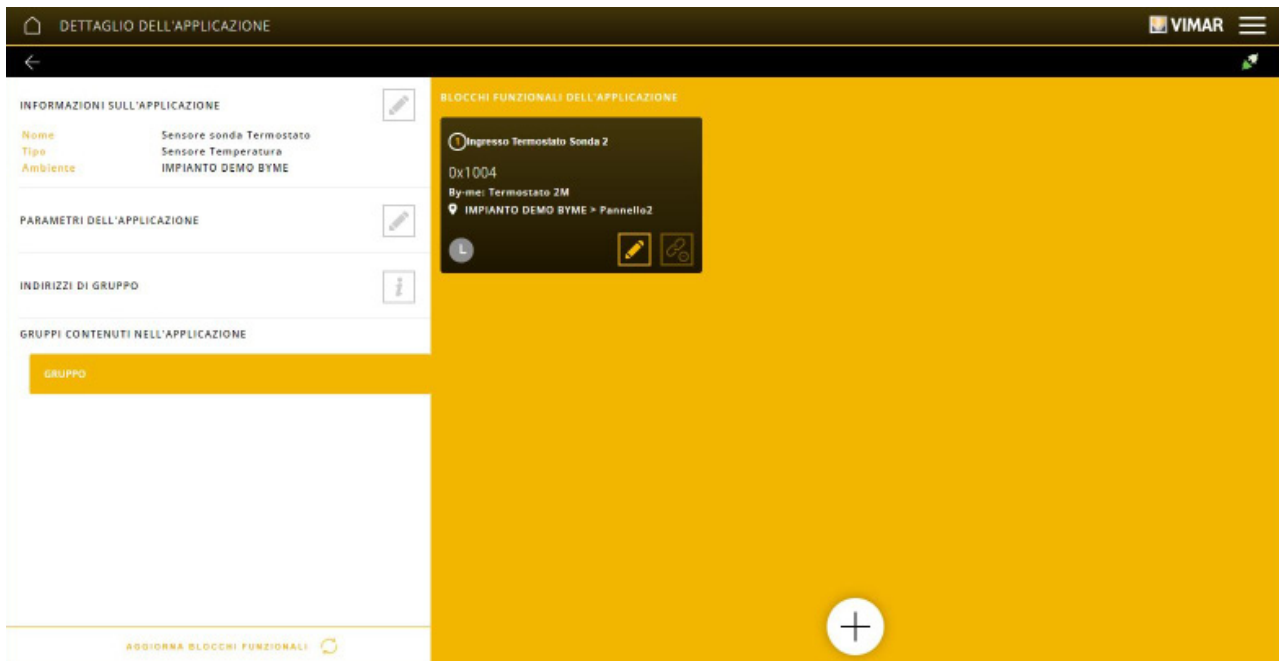 DETTAGLIO DELL'APPLICAZIONE
VIMAR
INFORMAZIONI SULL'APPLICAZIONE
Nome Sensore sonda Termostato
Tipo Sensore Temperatura
Ambiente IMPIANTO DEMO BYME
PARAMETRI DELL'APPLICAZIONE
INDIRIZZI DI GRUPPO
i
GRUPPI CONTENUTI NELL'APPLICAZIONE
GRUPPO
AGGIORNA BLOCCHI FUNZIONALI
BLOCCHI FUNZIONALI DELL'APPLICAZIONE
1 Ingresso Termostato Sonda 2
0x1004
By-me: Termostato 2M
IMPIANTO DEMO BYME > Pannello2
L